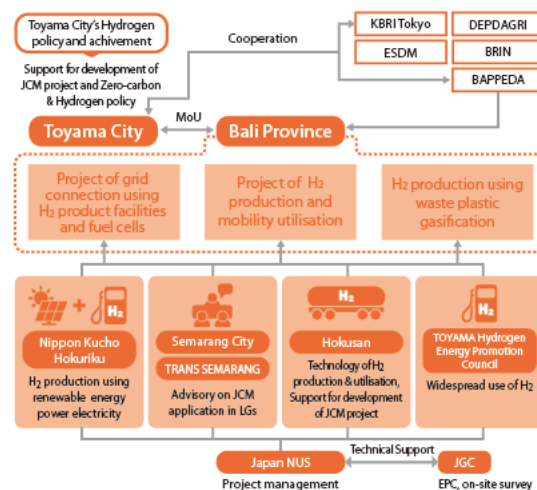 Toyama City's Hydrogen
policy and achivement
Support for development of
JCM project and Zero-carbon
& Hydrogen policy
Cooperation
KBRI Tokyo
DEPDAGRI
ESDM
BRIN
BAPPEDA
Toyama City
MoU
Bali Province
Project of grid
connection using
H2 product facilities
and fuel cells
Project of H2
production and
mobility utilisation
H2 production using
waste plastic
gasification
H2
Nippon Kucho
Hokuriku
H2 production using
renewable energy
power electricity
Semarang City
TRANS SEMARANG
Advisory on JCM
application in LGs
H2
Hokusan
Technology of H2
production & utilisation,
Support for development
of JCM project
H2
TOYAMA Hydrogen
Energy Promotion
Council
Widespread use of H2
Japan NUS
Project management
Technical Support
JGC
EPC, on-site survey